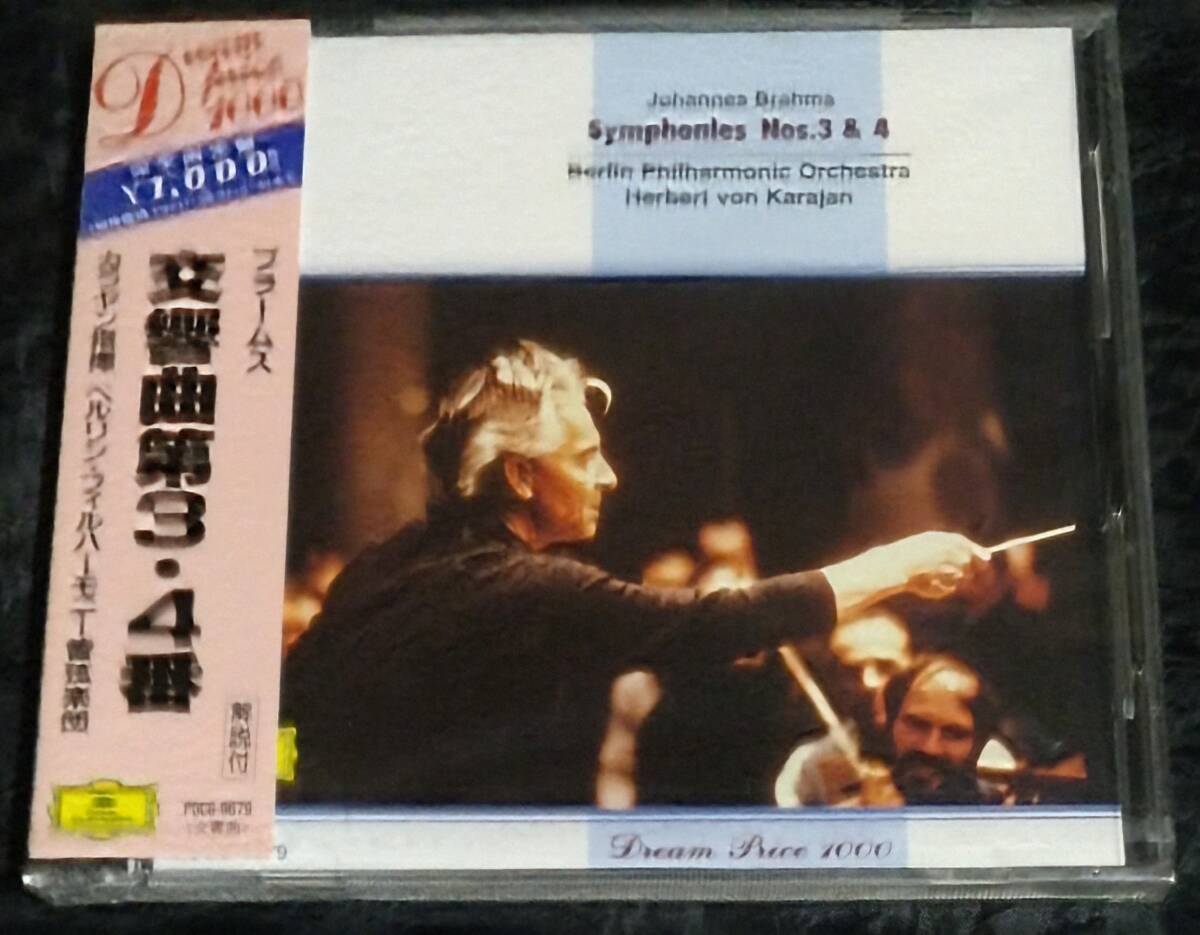 Dream
Price
1000
¥1,000
ブラームス
交響曲第3・4番
カラヤン指揮 ベルリン・フィルハーモニー管弦楽団
解説付
POCG-9679
<交響曲>
Johannes Brahms
Symphonies Nos.3 & 4
Berlin Philharmonic Orchestra
Herbert von Karajan
Dream Price 1000